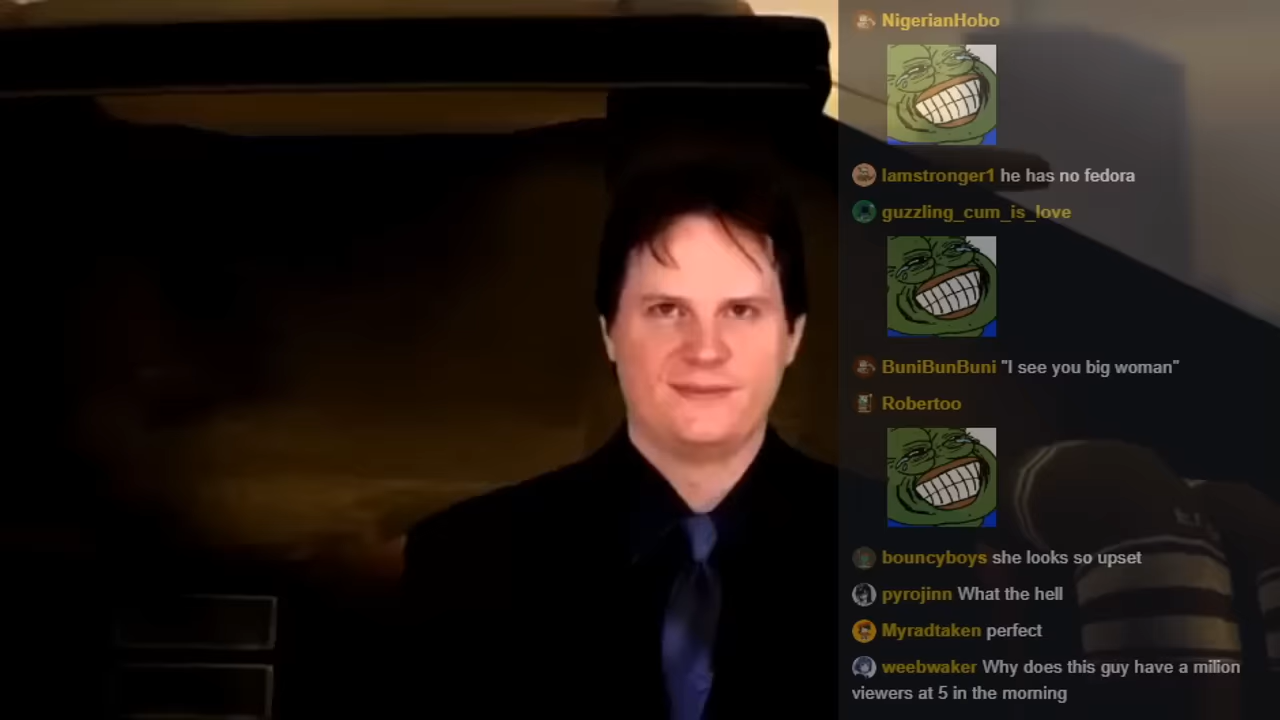 NigerianHobo
Iamstronger1 he has no fedora
guzzling_cum_is_love
BuniBunBuni "I see you big woman"
Robertoo
bouncyboys she looks so upset
pyrojinn What the hell
Myradtaken perfect
weebwaker Why does this guy have a milion
viewers at 5 in the morning